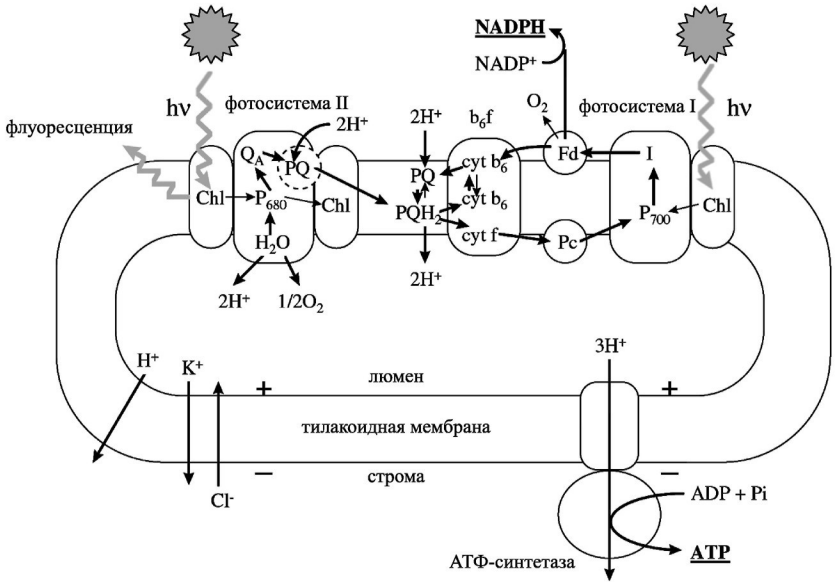 NADPH
NADP⁺
O₂
hν
фотосистема II
2H⁺
2H⁺
b₆f
фотосистема I
hν
флуоресценция
Q_A
PQ
PQ
cyt b₆
Fd
I
Chl
P₆₈₀
Chl
PQH₂
cyt b₆
cyt f
Pc
P₇₀₀
Chl
H₂O
2H⁺
1/2O₂
2H⁺
H⁺
K⁺
3H⁺
+
люмен
+
тилакоидная мембрана
−
строма
−
Cl⁻
ADP + Pi
АТФ-синтетаза
ATP